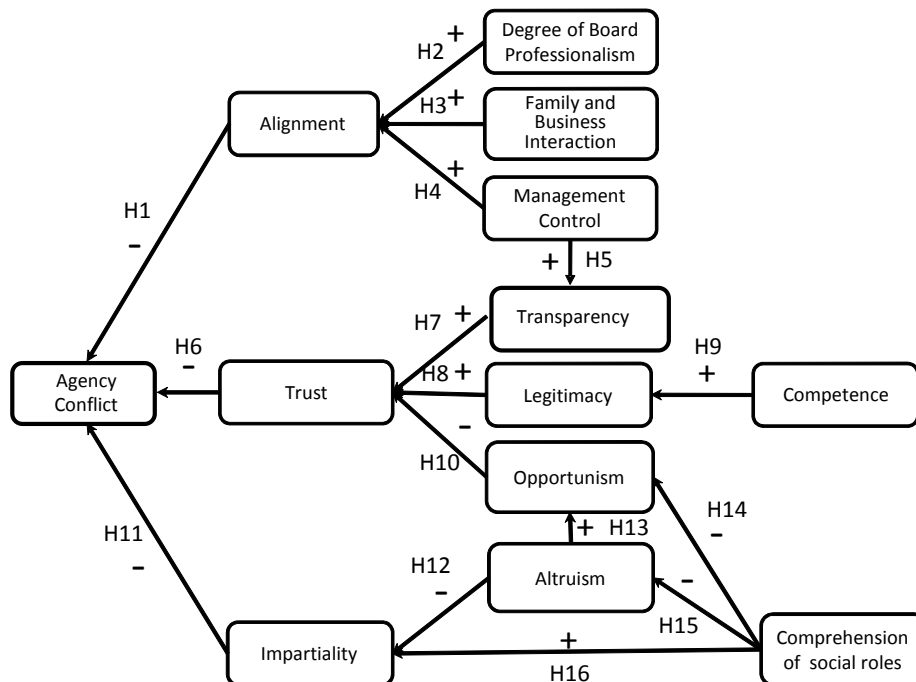 Degree of Board
Professionalism
+
H2
Family and
Business
Interaction
H3
+
Alignment
+
H4
Management
Control
H1
-
+
H5
Transparency
+
H7
H6
-
H9
+
Agency
Conflict
Trust
H8
+
Legitimacy
Competence
-
H10
Opportunism
H14
-
+
H13
H11
-
H12
-
Altruism
-
H15
Impartiality
+
H16
Comprehension
of social roles